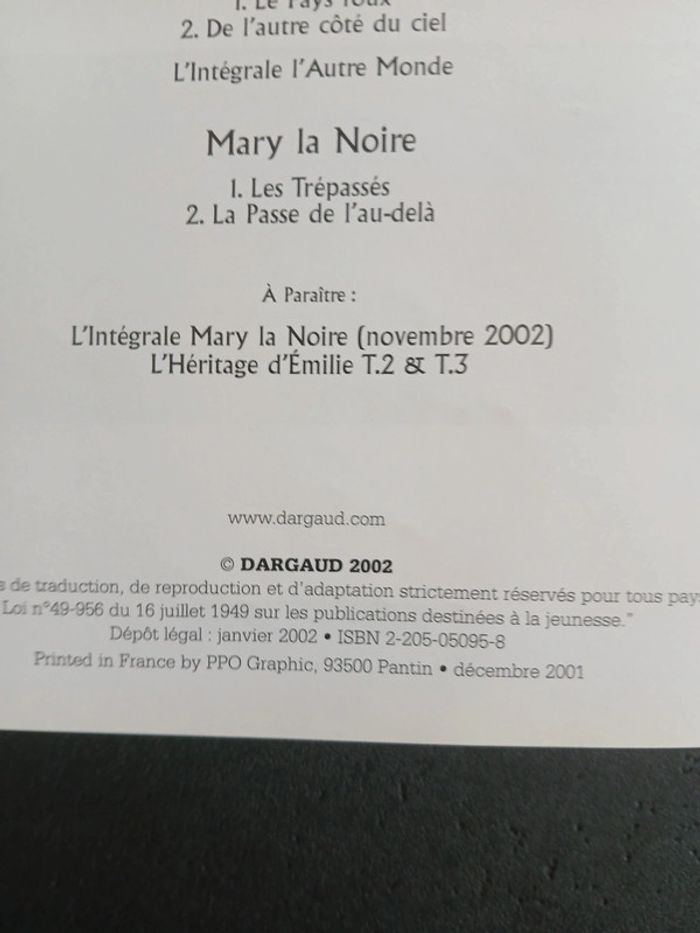 1. Le Pays roux
2. De l'autre côté du ciel
L'Intégrale l'Autre Monde
Mary la Noire
1. Les Trépassés
2. La Passe de l'au-delà
À Paraître :
L'Intégrale Mary la Noire (novembre 2002)
L'Héritage d'Émilie T.2 & T.3
www.dargaud.com
© DARGAUD 2002
de traduction, de reproduction et d'adaptation strictement réservés pour tous
Loi n°49-956 du 16 juillet 1949 sur les publications destinées à la jeunesse."
Dépôt légal : janvier 2002 • ISBN 2-205-05095-8
Printed in France by PPO Graphic, 93500 Pantin • décembre 2001